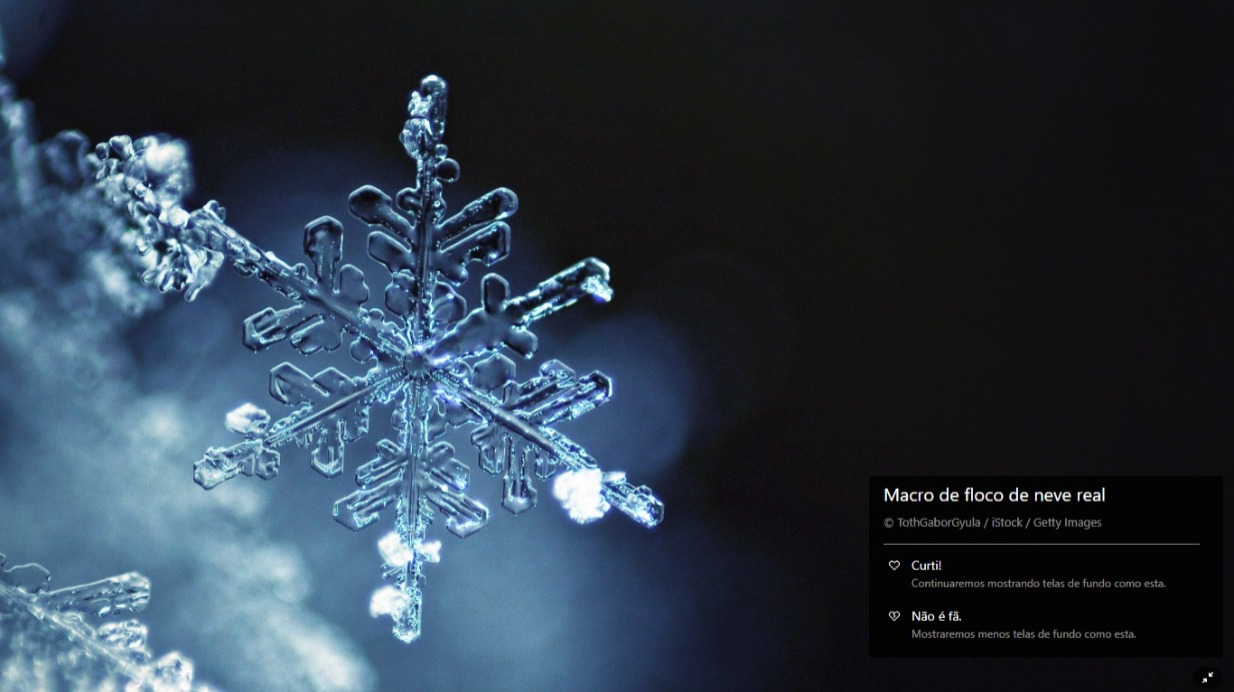 Macro de floco de neve real
© TothGaborGyula / iStock / Getty Images
Curti!
Continuaremos mostrando telas de fundo como esta.
Não é fã.
Mostraremos menos telas de fundo como esta.